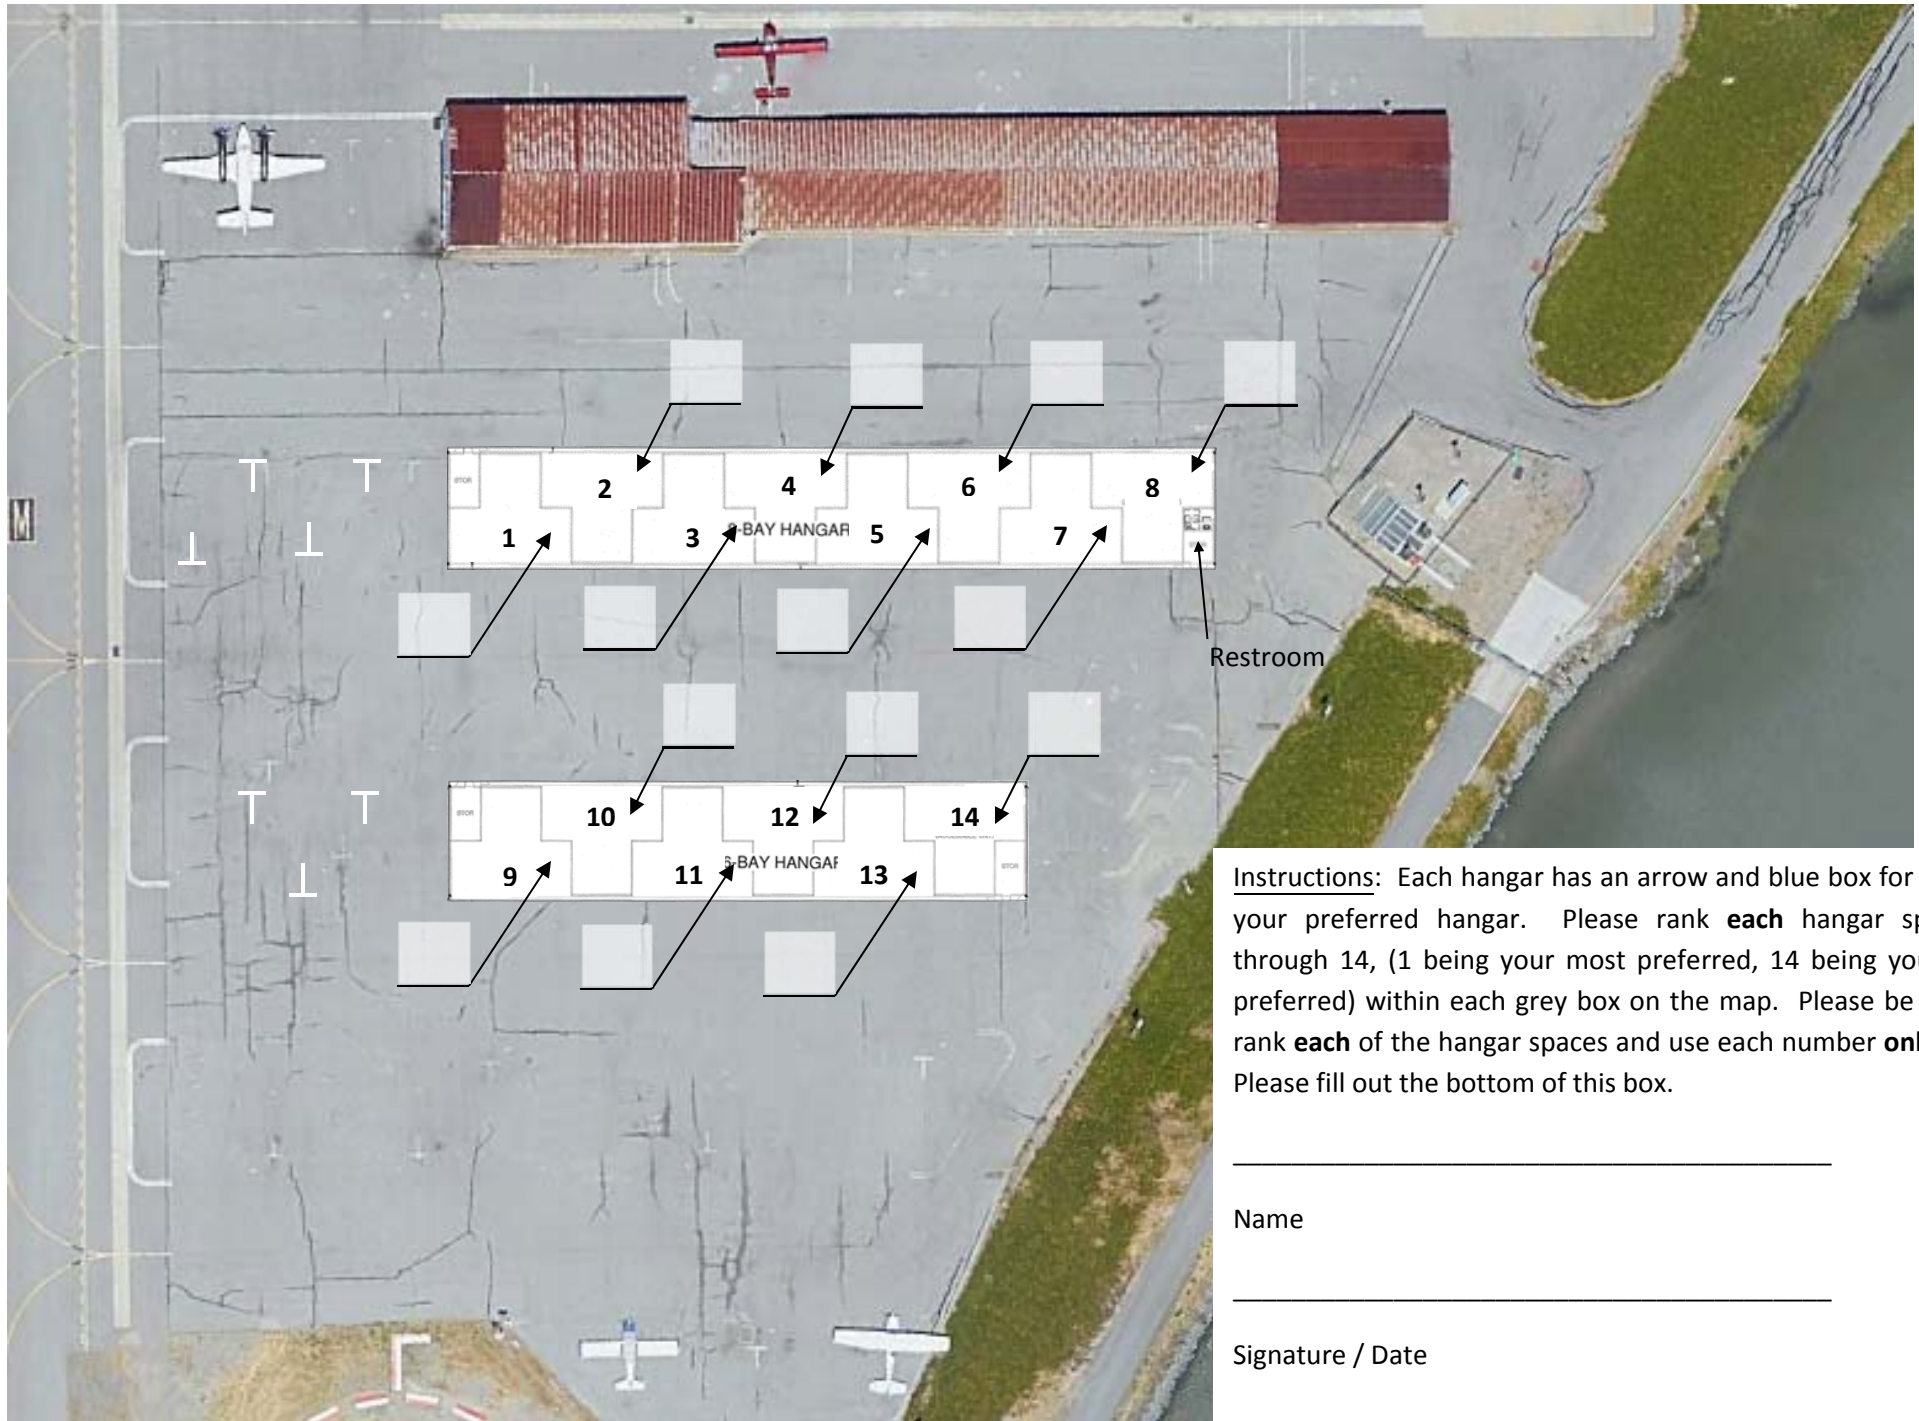 STOR
2
4
6
8
1
3
8-BAY HANGAR
5
7
Restroom
STOR
10
12
14
9
11
6-BAY HANGAR
13
STOR
Instructions: Each hangar has an arrow and blue box for
your preferred hangar. Please rank each hangar sp
through 14, (1 being your most preferred, 14 being you
preferred) within each grey box on the map. Please be
rank each of the hangar spaces and use each number onl
Please fill out the bottom of this box.
Name
Signature / Date